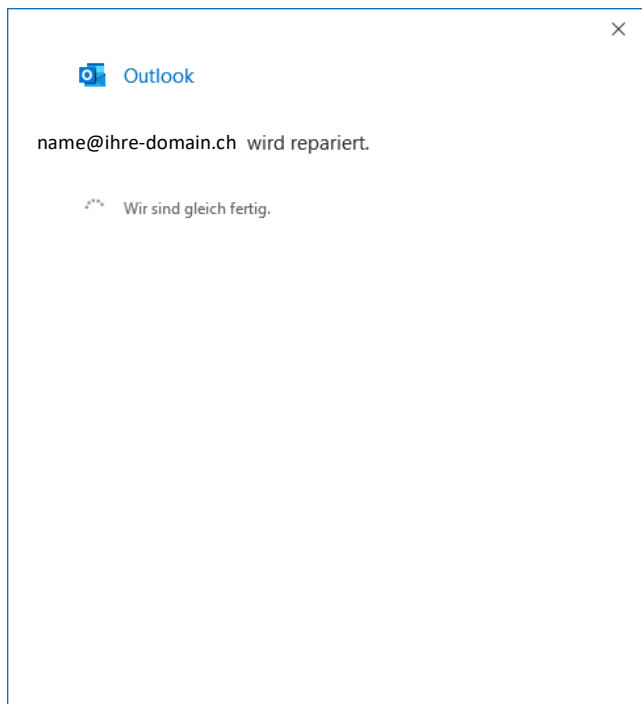 Outlook
name@ihre-domain.ch wird repariert.
Wir sind gleich fertig.